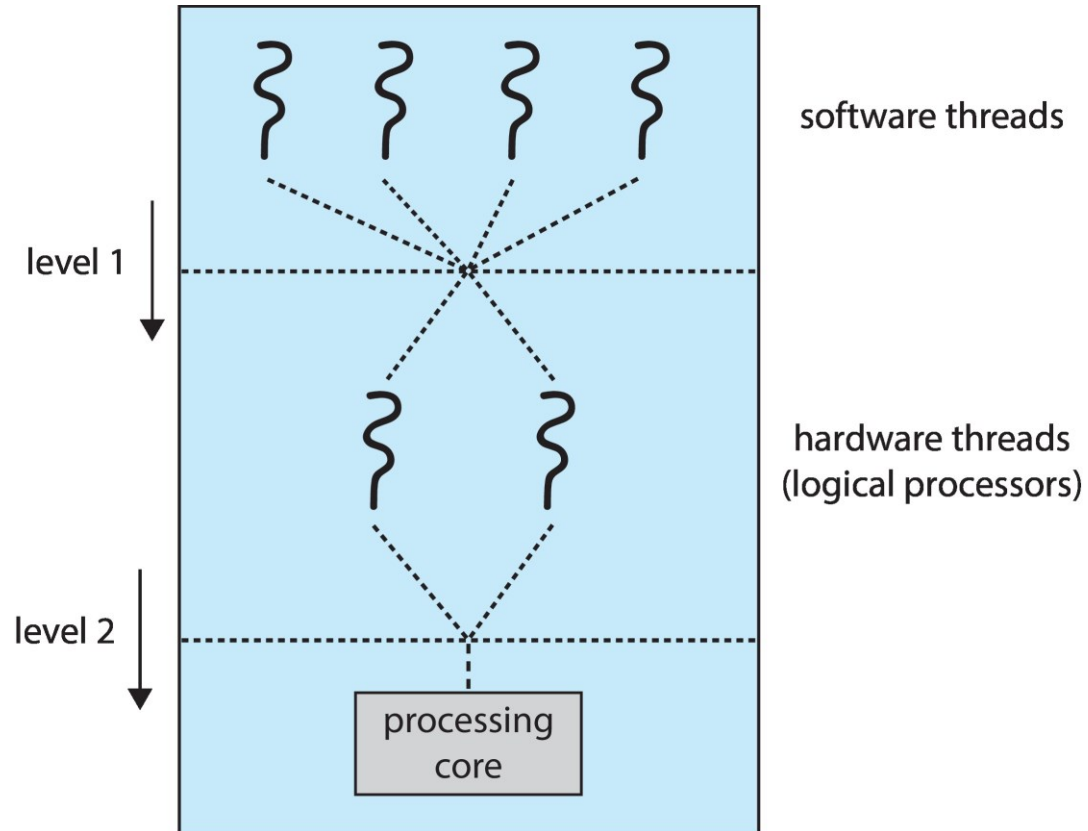 software threads
level 1
hardware threads
(logical processors)
level 2
processing
core